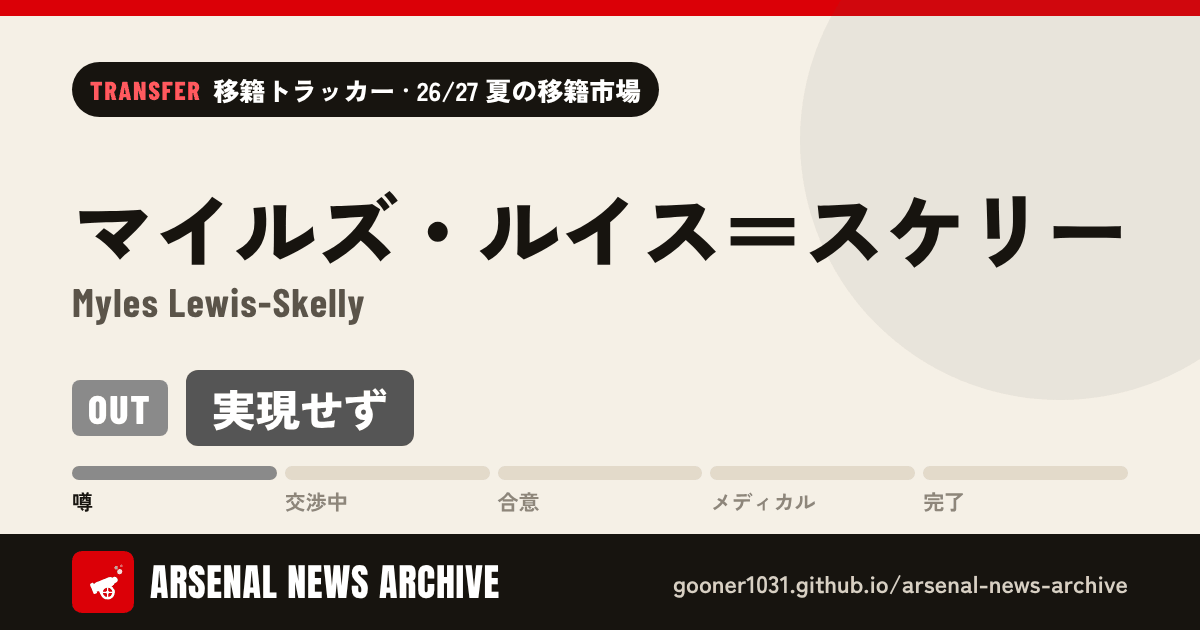 TRANSFER 移籍トラッカー · 26/27 夏の移籍市場
マイルズ・ルイス＝スケリー
Myles Lewis-Skelly
OUT 実現せず
噂 交渉中 合意 メディカル 完了
ARSENAL NEWS ARCHIVE gooner1031.github.io/arsenal-news-archive